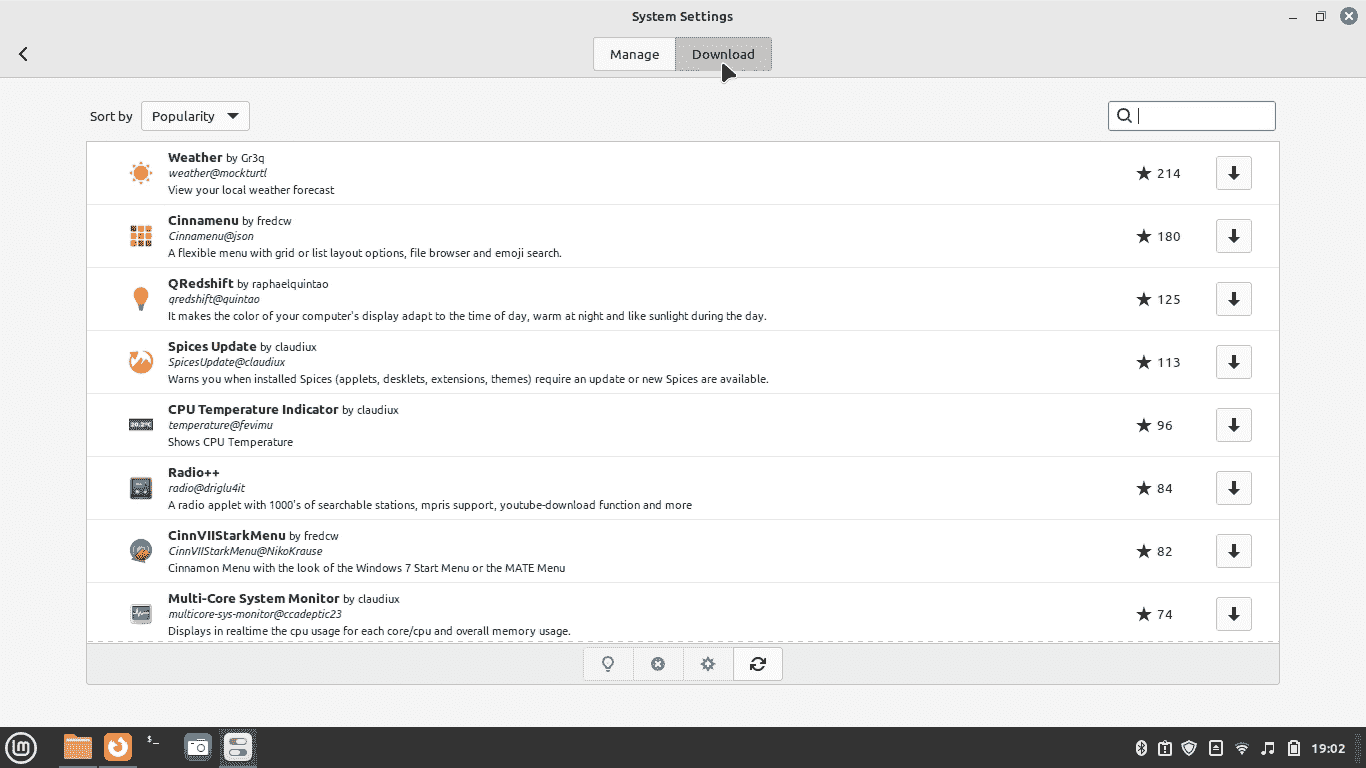 System Settings
Manage
Download
Sort by
Popularity
Weather by Gr3q
weather@mockturtl
View your local weather forecast
214
Cinnamenu by fredcw
Cinnamenu@json
A flexible menu with grid or list layout options, file browser and emoji search.
180
QRedshift by raphaelquintao
qredshift@quintao
It makes the color of your computer's display adapt to the time of day, warm at night and like sunlight during the day.
125
Spices Update by claudiux
SpicesUpdate@claudiux
Warns you when installed Spices (applets, desklets, extensions, themes) require an update or new Spices are available.
113
CPU Temperature Indicator by claudiux
temperature@fevimu
Shows CPU Temperature
96
Radio++
radio@driglu4it
A radio applet with 1000's of searchable stations, mpris support, youtube-download function and more
84
CinnVIIStarkMenu by fredcw
CinnVIIStarkMenu@NikoKrause
Cinnamon Menu with the look of the Windows 7 Start Menu or the MATE Menu
82
Multi-Core System Monitor by claudiux
multicore-sys-monitor@ccadeptic23
Displays in realtime the cpu usage for each core/cpu and overall memory usage.
74
$_
19:02